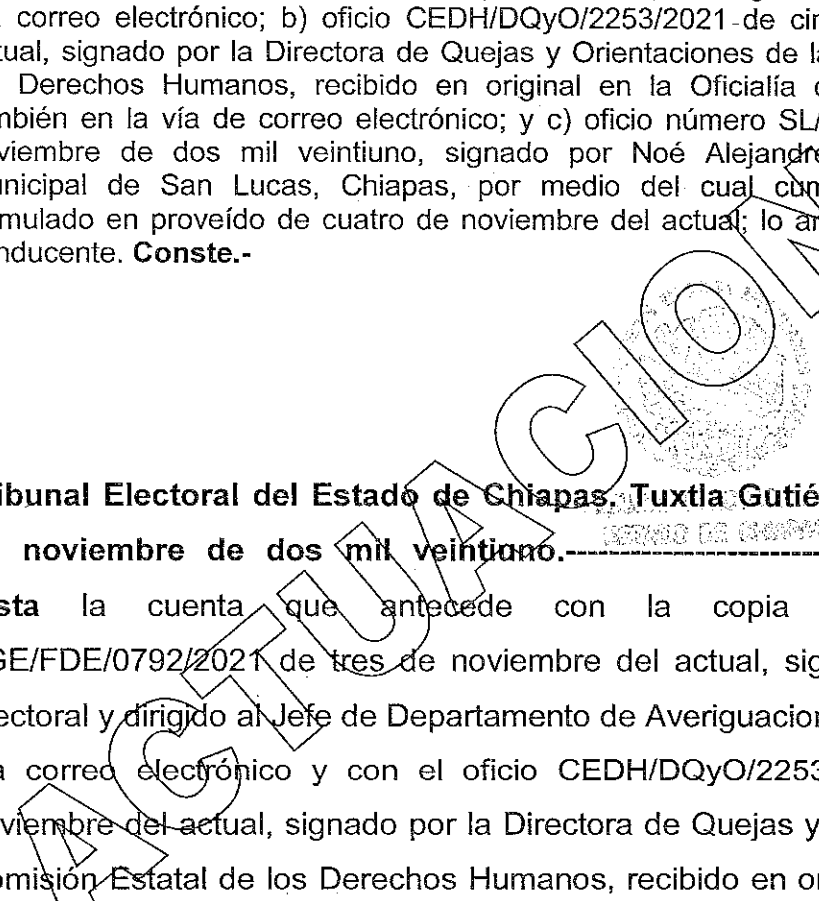 correo electrónico; b) oficio CEDH/DQyO/2253/2021 de
tual, signado por la Directora de Quejas y Orientaciones de
Derechos Humanos, recibido en original en la Oficialía
mbién en la vía de correo electrónico; y c) oficio número SL/
viembre de dos mil veintiuno, signado por Noé Alejandr
unicipal de San Lucas, Chiapas, por medio del cual cum
mulado en proveído de cuatro de noviembre del actual; lo an
nducente. Conste.-
ribunal Electoral del Estado de Chiapas. Tuxtla Gutié
noviembre de dos mil veintiuno.--------------------
sta la cuenta que antecede con la copia
GE/FDE/0792/2021 de tres de noviembre del actual, sig
ectoral y dirigido al Jefe de Departamento de Averiguacion
a correo electrónico y con el oficio CEDH/DQyO/2253
viembre del actual, signado por la Directora de Quejas y
omisión Estatal de los Derechos Humanos, recibido en or
ACTUACION